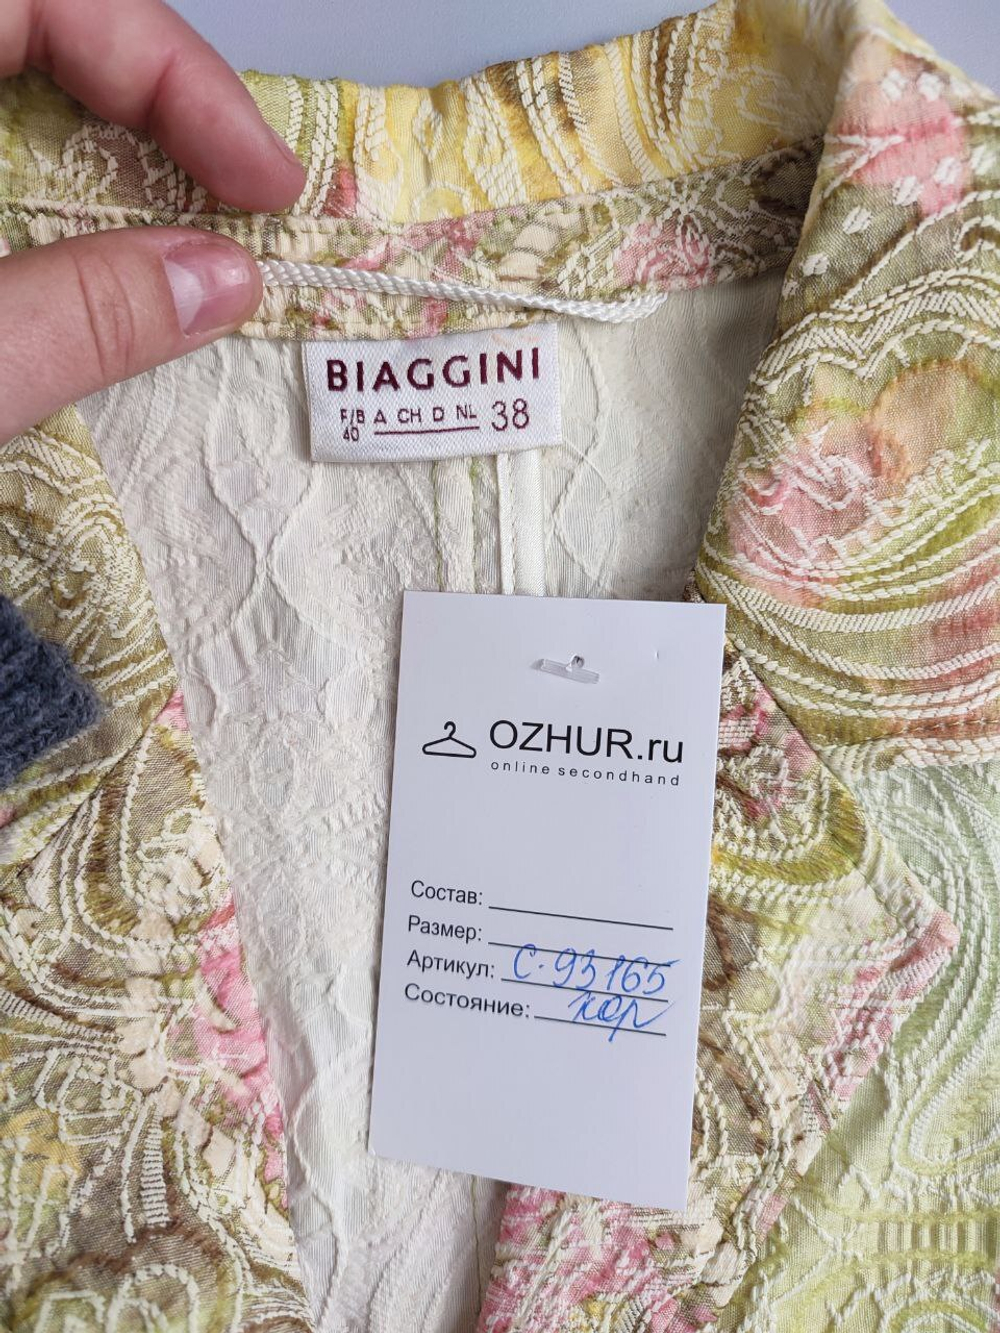 BIAGGINI
F/B A CH D NL 38
40
OZHUR.ru
online secondhand
Состав:
Размер:
Артикул: С-93165
Состояние: хор